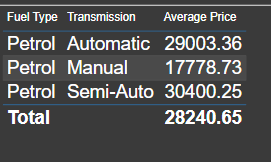 Fuel Type Transmission Average Price
Petrol Automatic 29003.36
Petrol Manual 17778.73
Petrol Semi-Auto 30400.25
Total 28240.65